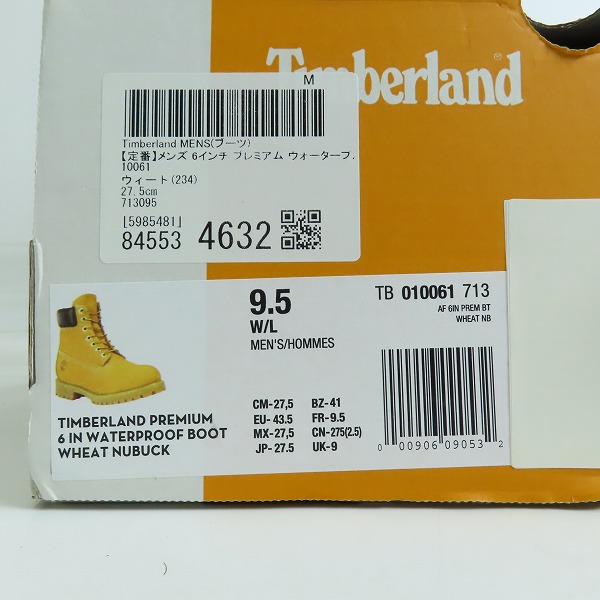 Timberland
M
Timberland MENS(ブーツ)
【定番】メンズ 6インチ プレミアム ウォータープ.
10061
ウィート(234)
27.5cm
713095
[5985481]
84553 4632
9.5
W/L
MEN'S/HOMMES
TB 010061 713
AF 6IN PREM BT
WHEAT NB
CM-27,5 BZ-41
EU- 43.5 FR-9.5
MX-27,5 CN-275(2.5)
JP-27.5 UK-9
TIMBERLAND PREMIUM
6 IN WATERPROOF BOOT
WHEAT NUBUCK
0 00906 09053 2